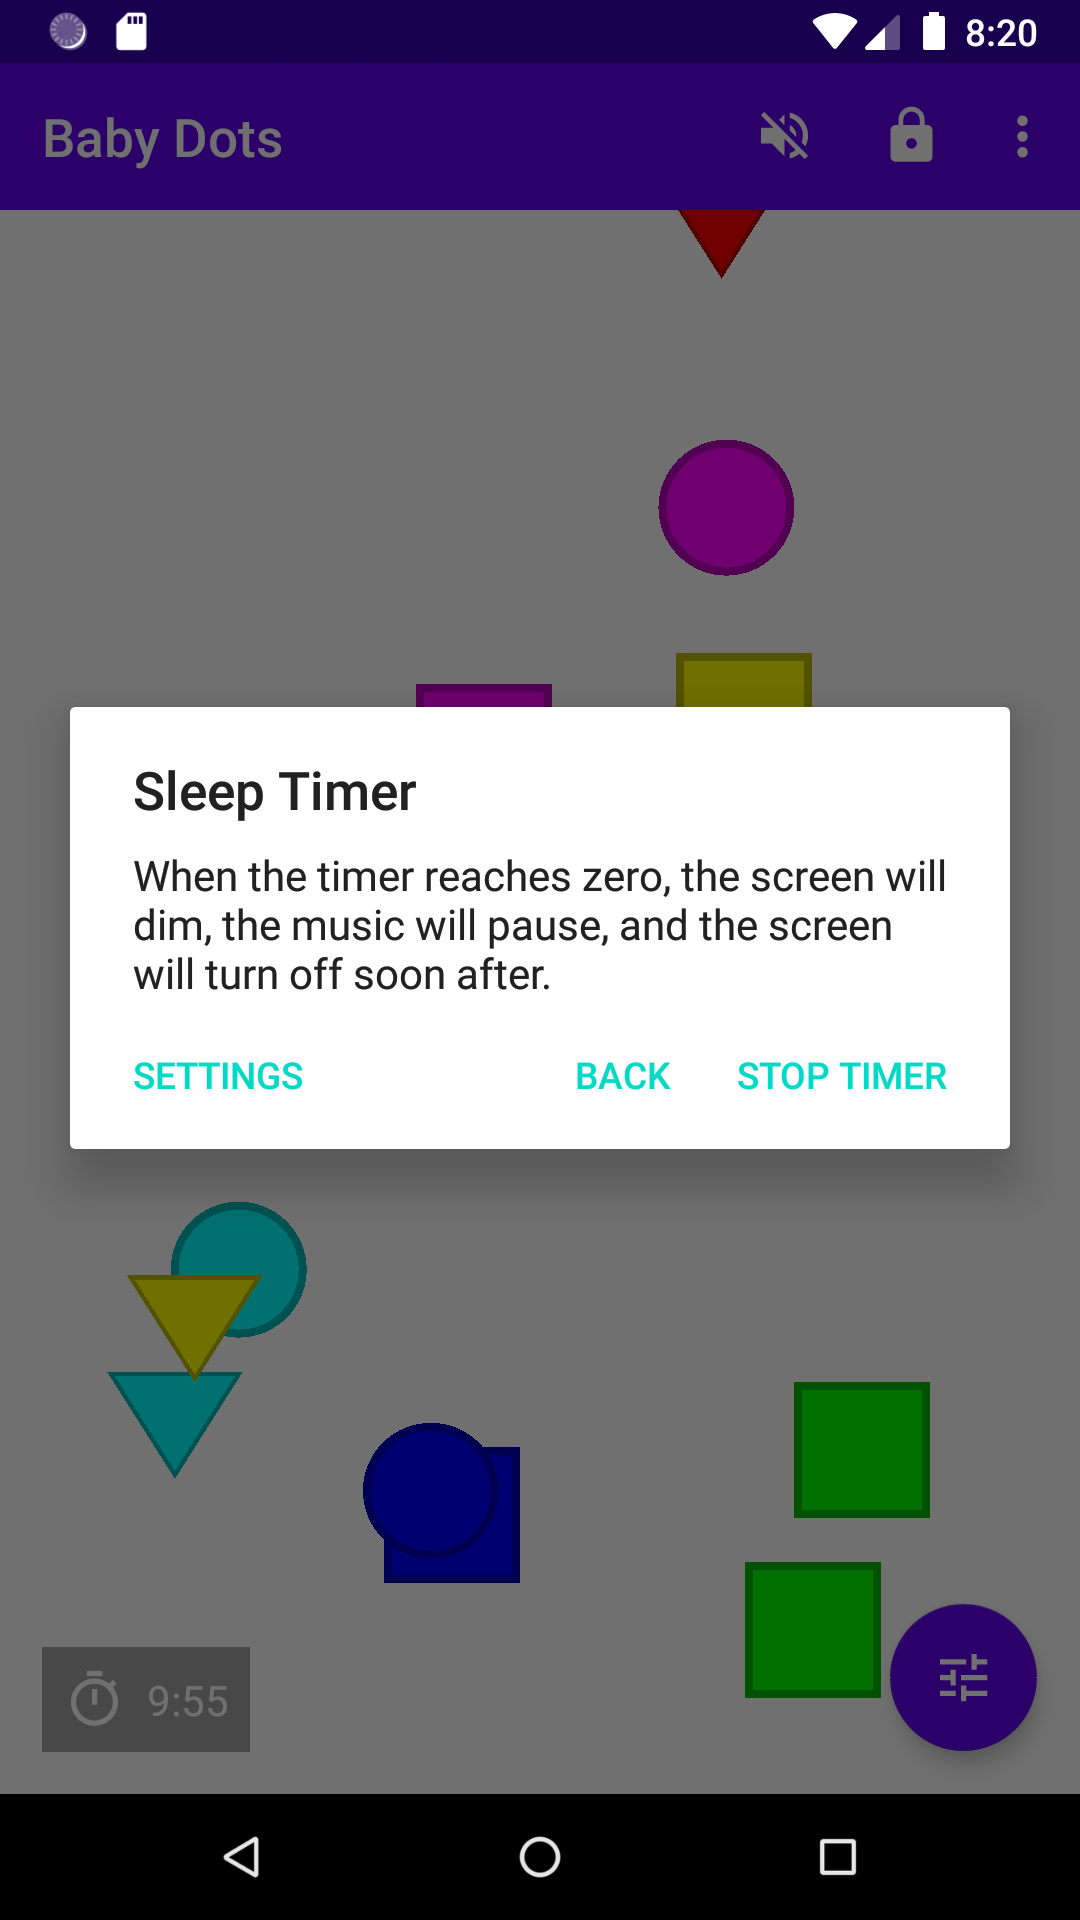 8:20
Baby Dots
Sleep Timer
When the timer reaches zero, the screen will
dim, the music will pause, and the screen
will turn off soon after.
SETTINGS BACK STOP TIMER
9:55